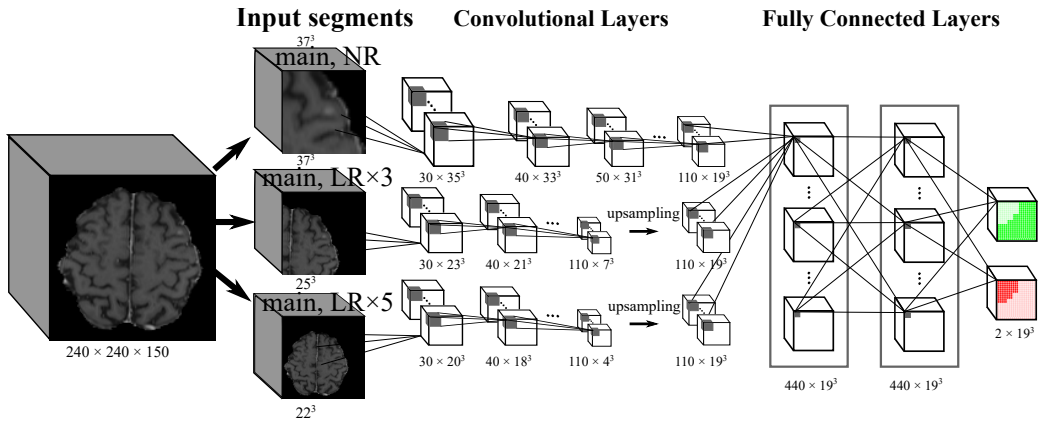 Input segments
Convolutional Layers
Fully Connected Layers
37³
main, NR
30 × 35³
40 × 33³
50 × 31³
110 × 19³
37³
main, LR×3
30 × 23³
40 × 21³
110 × 7³
upsampling
110 × 19³
25³
main, LR×5
30 × 20³
40 × 18³
110 × 4³
upsampling
110 × 19³
22³
240 × 240 × 150
440 × 19³
440 × 19³
2 × 19³